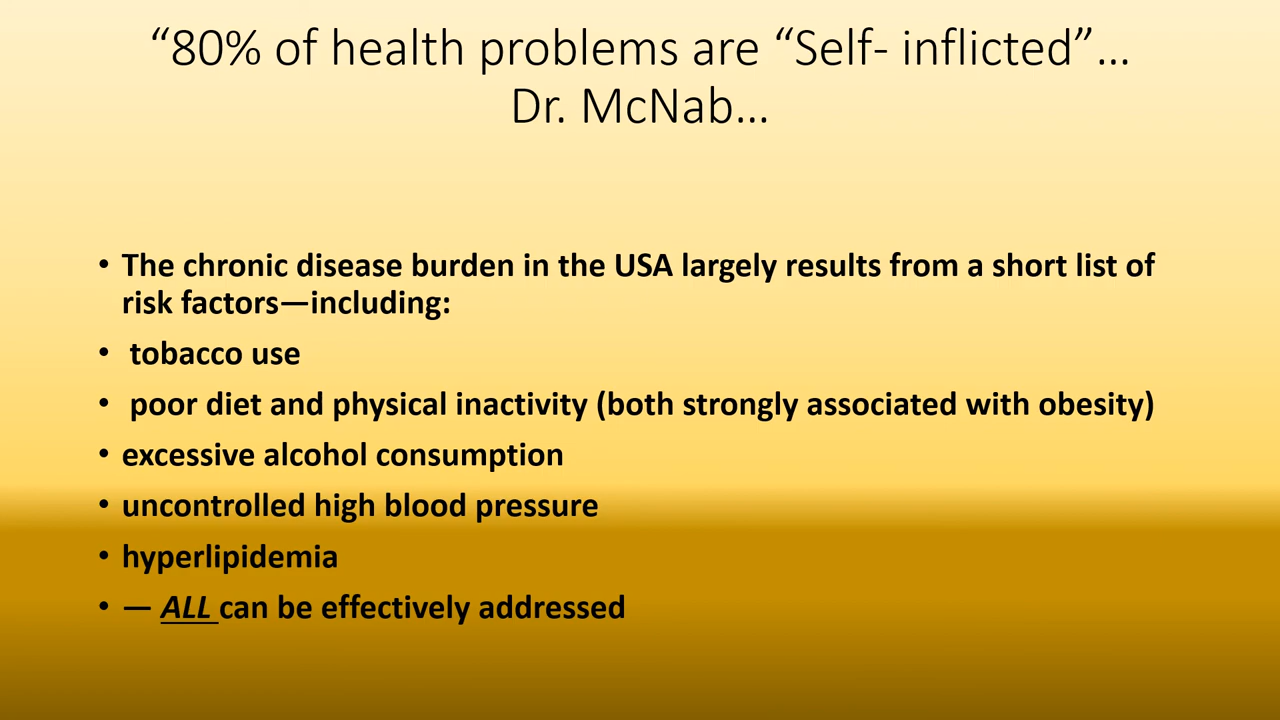 “80% of health problems are “Self- inflicted”…
Dr. McNab…
• The chronic disease burden in the USA largely results from a short list of
risk factors—including:
• tobacco use
• poor diet and physical inactivity (both strongly associated with obesity)
• excessive alcohol consumption
• uncontrolled high blood pressure
• hyperlipidemia
• — ALL can be effectively addressed